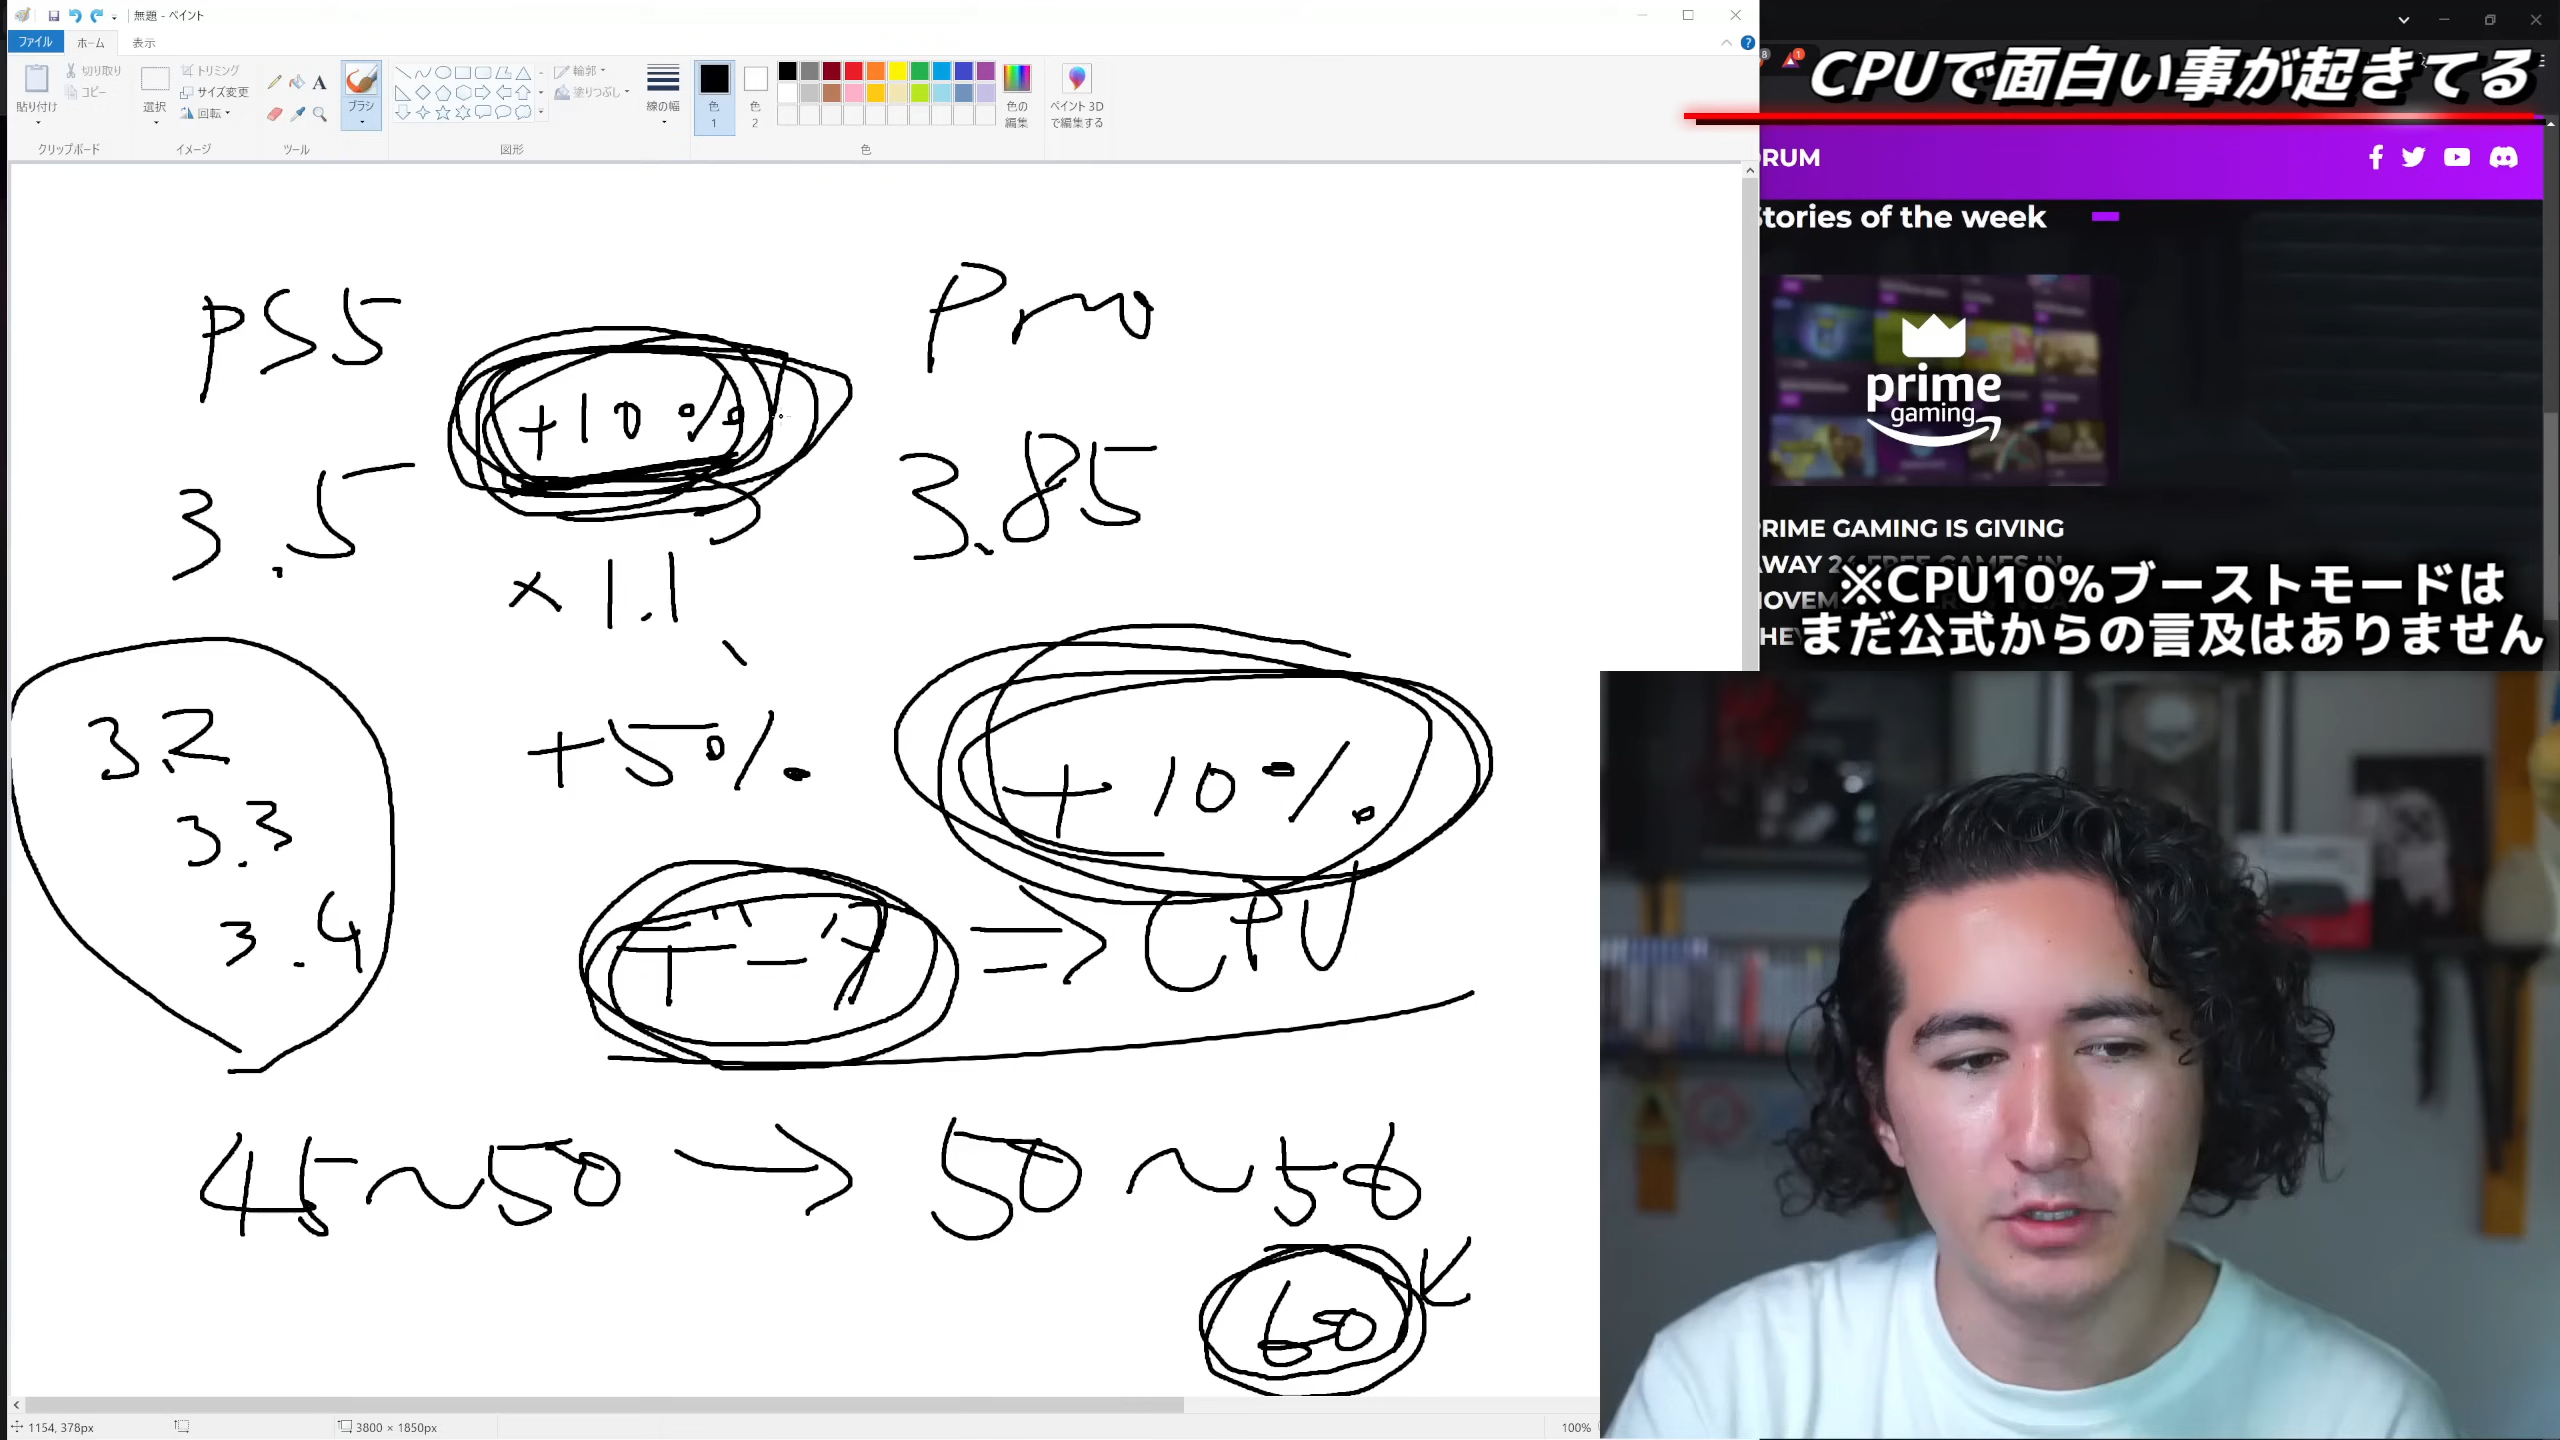 無題 - ペイント
ファイル ホーム 表示
貼り付け
切り取り
コピー
クリップボード
選択
トリミング
サイズ変更
回転
イメージ
ツール
ブラシ
輪郭
塗りつぶし
図形
線の幅
色
1
色
2
色の
編集
ペイント 3D
で編集する
色
CPUで面白い事が起きてる
RUM
Stories of the week
prime
gaming
PRIME GAMING IS GIVING
※CPU10%ブーストモードは
まだ公式からの言及はありません
PS5
+10%
Pro
3.5
3.85
×1.1
3.2
+5%
+10%
3.3
3.4
⇒ CPU
45~50 → 50~56
60
1154, 378px
3800 × 1850px
100%